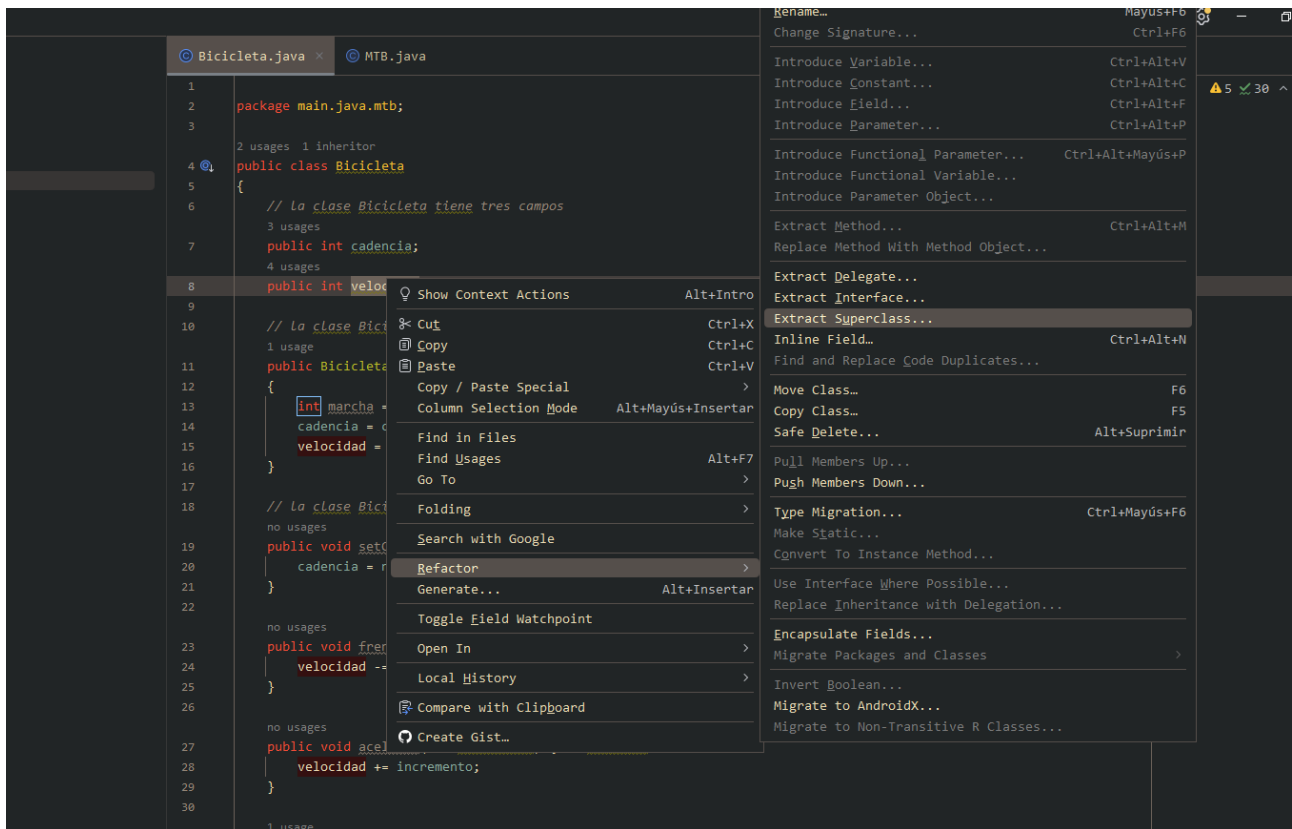 Bicicleta.java
MTB.java
5 30
1
2 package main.java.mtb;
3
2 usages 1 inheritor
4 public class Bicicleta
5 {
6 // la clase Bicicleta tiene tres campos
3 usages
7 public int cadencia;
4 usages
8 public int veloc
9
10 // la clase Bici
1 usage
11 public Bicicleta
12 {
13 int marcha =
14 cadencia =
15 velocidad =
16 }
17
18 // la clase Bici
no usages
19 public void setC
20 cadencia =
21 }
22
no usages
23 public void fren
24 velocidad -=
25 }
26
no usages
27 public void acel
28 velocidad += incremento;
29 }
30
1 usage
Show Context Actions Alt+Intro
Cut Ctrl+X
Copy Ctrl+C
Paste Ctrl+V
Copy / Paste Special
Column Selection Mode Alt+Mayús+Insertar
Find in Files
Find Usages Alt+F7
Go To
Folding
Search with Google
Refactor
Generate... Alt+Insertar
Toggle Field Watchpoint
Open In
Local History
Compare with Clipboard
Create Gist…
Rename… Mayús+F6
Change Signature... Ctrl+F6
Introduce Variable... Ctrl+Alt+V
Introduce Constant... Ctrl+Alt+C
Introduce Field... Ctrl+Alt+F
Introduce Parameter... Ctrl+Alt+P
Introduce Functional Parameter... Ctrl+Alt+Mayús+P
Introduce Functional Variable...
Introduce Parameter Object...
Extract Method... Ctrl+Alt+M
Replace Method With Method Object...
Extract Delegate...
Extract Interface...
Extract Superclass...
Inline Field… Ctrl+Alt+N
Find and Replace Code Duplicates...
Move Class… F6
Copy Class… F5
Safe Delete... Alt+Suprimir
Pull Members Up...
Push Members Down...
Type Migration... Ctrl+Mayús+F6
Make Static...
Convert To Instance Method...
Use Interface Where Possible...
Replace Inheritance with Delegation...
Encapsulate Fields...
Migrate Packages and Classes
Invert Boolean...
Migrate to AndroidX...
Migrate to Non-Transitive R Classes...